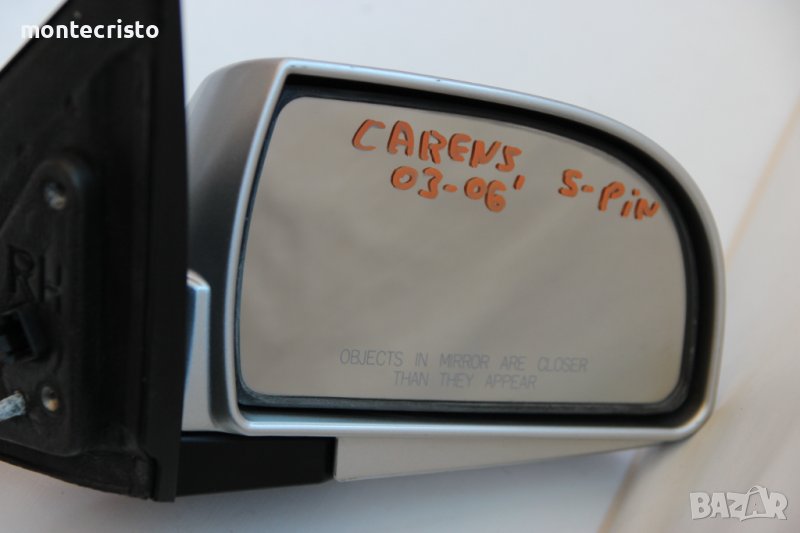 montecristo
CARENS, 5-PiN
03-06'
RH
OBJECTS IN MIRROR ARE CLOSER
THAN THEY APPEAR
BAZAR